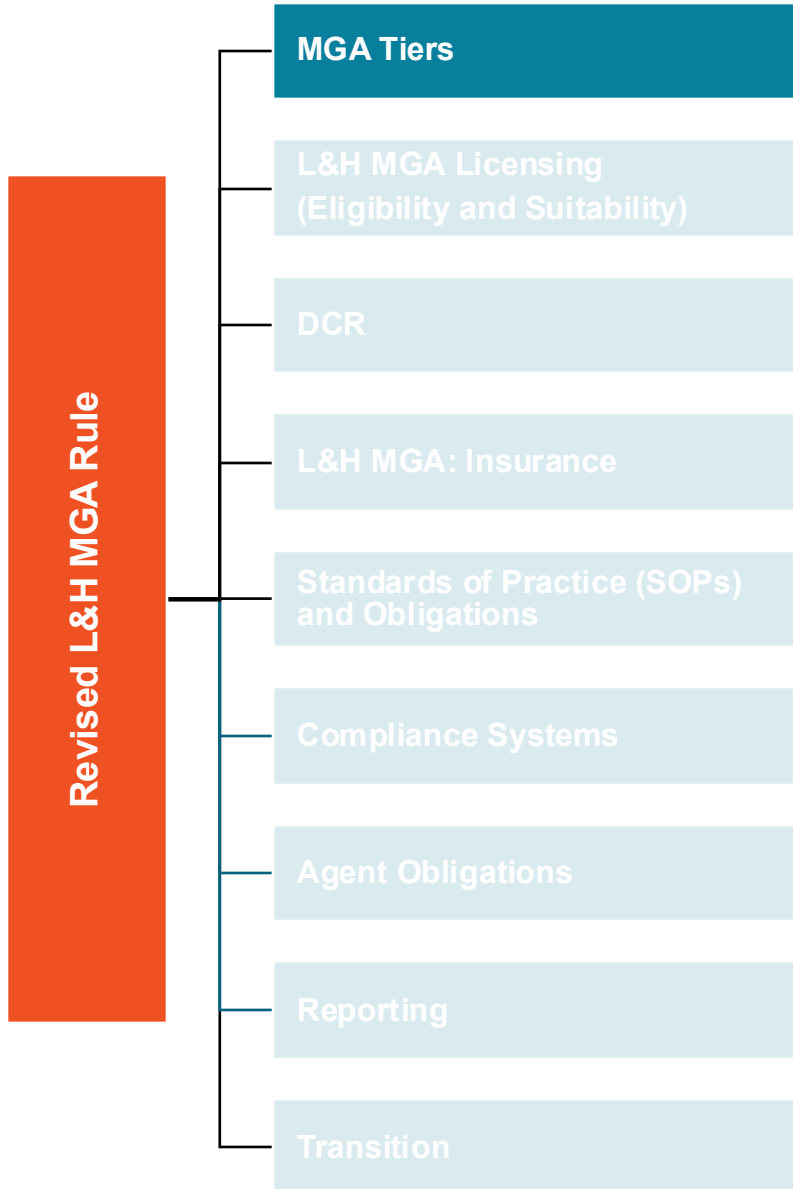 Revised L&H MGA Rule
MGA Tiers
L&H MGA Licensing
(Eligibility and Suitability)
DCR
L&H MGA: Insurance
Standards of Practice (SOPs)
and Obligations
Compliance Systems
Agent Obligations
Reporting
Transition